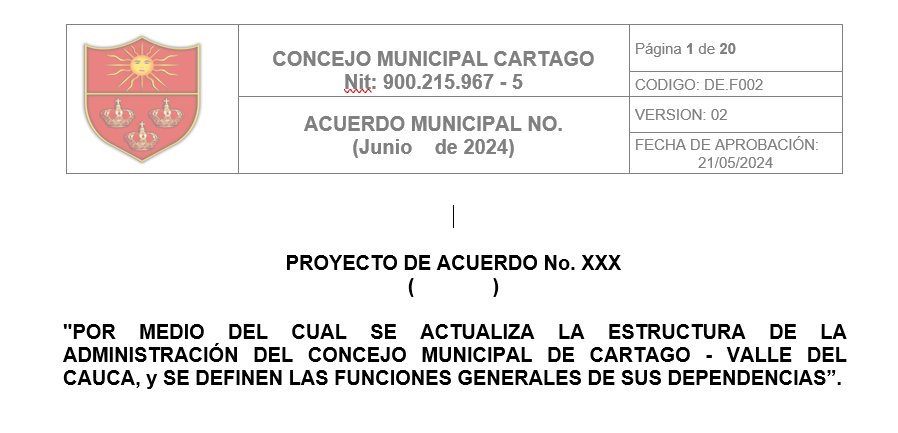 CONCEJO MUNICIPAL CARTAGO
Nit: 900.215.967 - 5
ACUERDO MUNICIPAL NO.
(Junio    de 2024)
Página 1 de 20
CODIGO: DE.F002
VERSION: 02
FECHA DE APROBACIÓN:
21/05/2024
PROYECTO DE ACUERDO No. XXX
(             )
"POR MEDIO DEL CUAL SE ACTUALIZA LA ESTRUCTURA DE LA
ADMINISTRACIÓN DEL CONCEJO MUNICIPAL DE CARTAGO - VALLE DEL
CAUCA, y SE DEFINEN LAS FUNCIONES GENERALES DE SUS DEPENDENCIAS”.